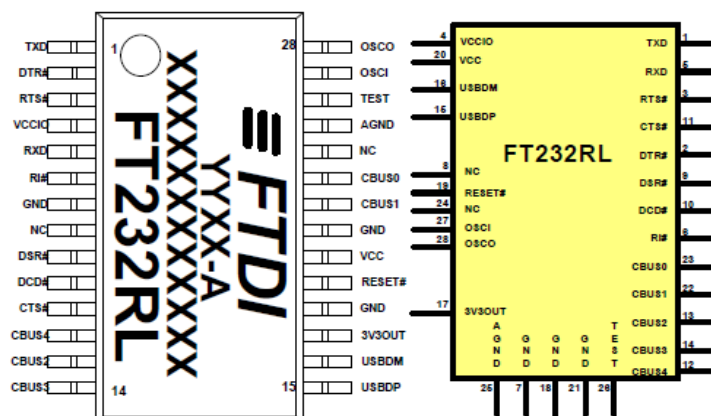 TXD
DTR#
RTS#
VCCIO
RXD
RI#
GND
NC
DSR#
DCD#
CTS#
CBUS4
CBUS2
CBUS3
1
28
14
15
FT232RL
XXXXXXXXXXXX
YYXX-A
FTDI
OSCO
OSCI
TEST
AGND
NC
CBUS0
CBUS1
GND
VCC
RESET#
GND
3V3OUT
USBDM
USBDP
4 VCCIO
20 VCC
16 USBDM
15 USBDP
8 NC
19 RESET#
24 NC
27 OSCI
28 OSCO
17 3V3OUT
FT232RL
TXD 1
RXD 5
RTS# 3
CTS# 11
DTR# 2
DSR# 9
DCD# 10
RI# 6
CBUS0 23
CBUS1 22
CBUS2 13
CBUS3 14
CBUS4 12
AGND 25
GND 7
GND 18
GND 21
TEST 26